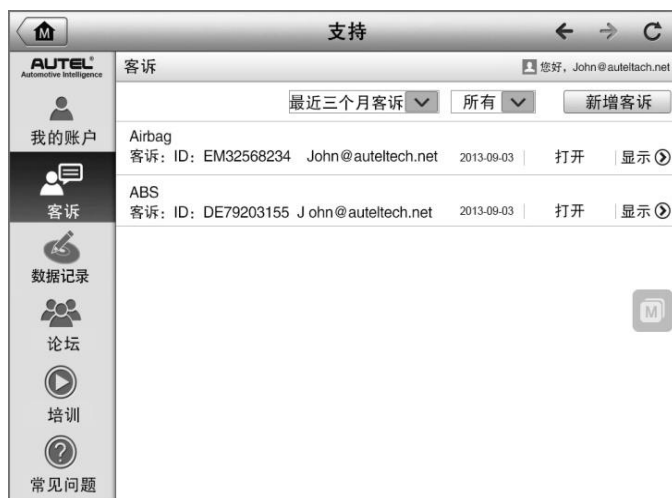 M
支持
AUTEL®
Automotive Intelligence
客诉
您好，John@auteltach.net
我的账户
最近三个月客诉
所有
新增客诉
Airbag
客诉：ID：EM32568234 John@auteltech.net 2013-09-03 打开 显示
ABS
客诉：ID：DE79203155 J ohn@auteltech.net 2013-09-03 打开 显示
客诉
数据记录
论坛
培训
常见问题
M